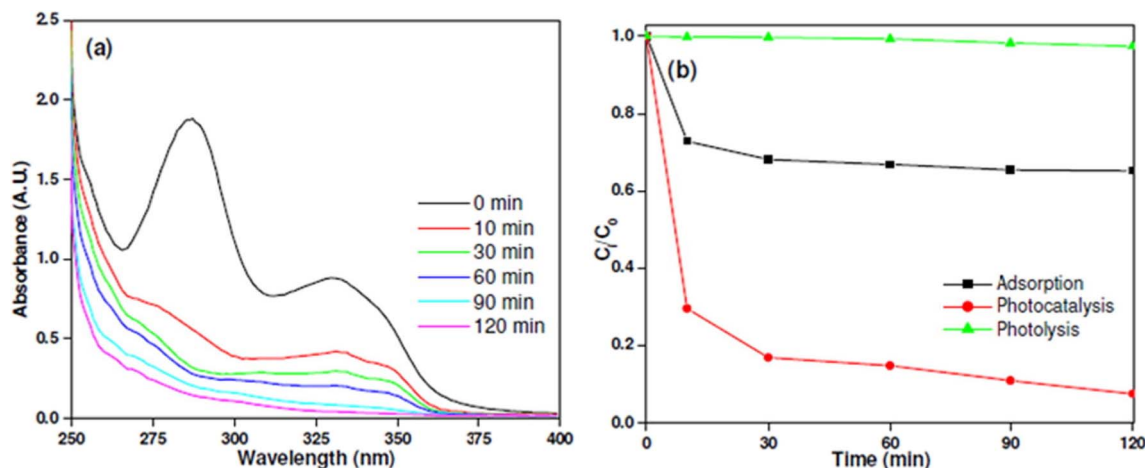 (a)
Absorbance (A.U.)
2.5
2.0
1.5
1.0
0.5
0.0
0 min
10 min
30 min
60 min
90 min
120 min
250 275 300 325 350 375 400
Wavelength (nm)
(b)
Ci/C0
1.0
0.8
0.6
0.4
0.2
0.0
Adsorption
Photocatalysis
Photolysis
0 30 60 90 120
Time (min)